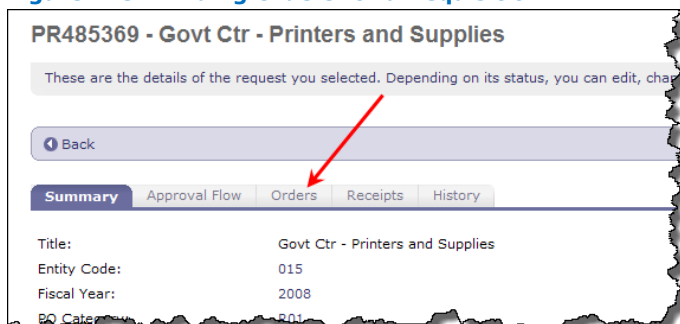 PR485369 - Govt Ctr - Printers and Supplies
These are the details of the request you selected. Depending on its status, you can edit,
Back
Summary Approval Flow Orders Receipts History
Title: Govt Ctr - Printers and Supplies
Entity Code: 015
Fiscal Year: 2008